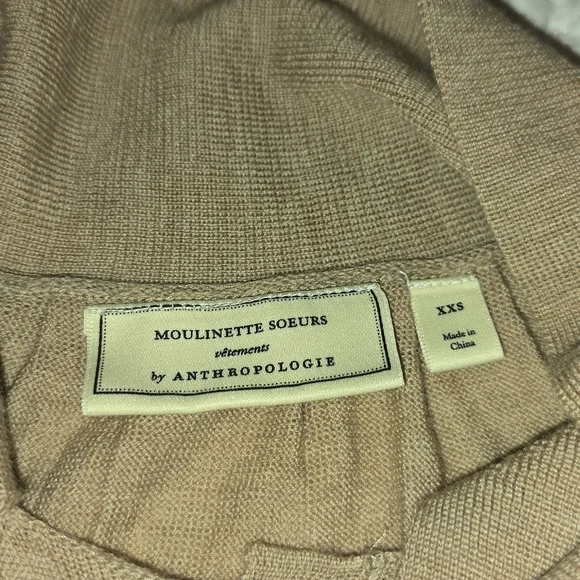 MOULINETTE SOEURS
vêtements
by ANTHROPOLOGIE
XXS
Made in
China